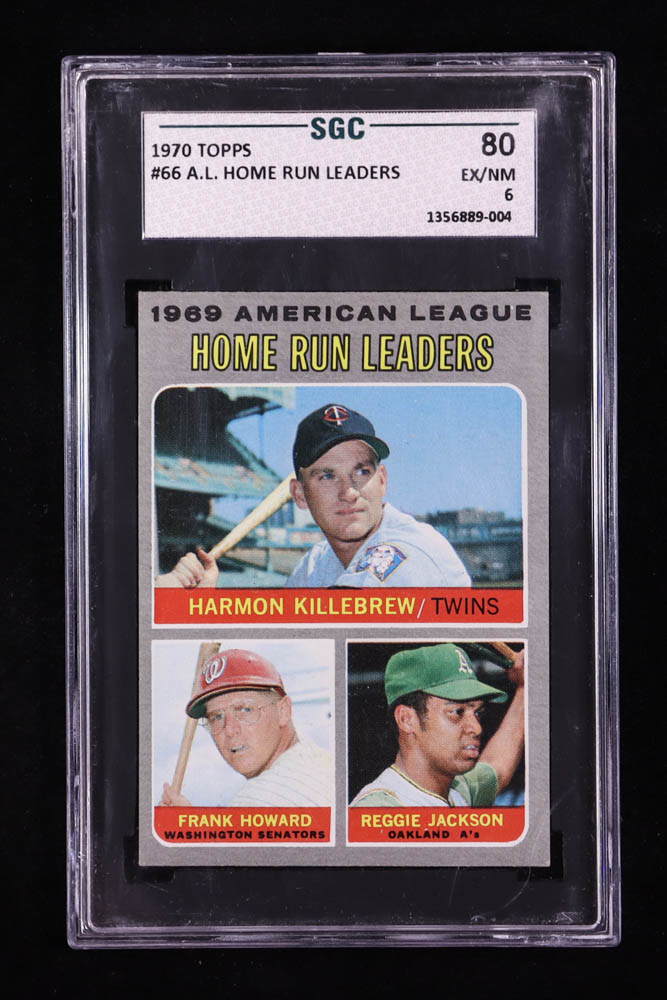 SGC
1970 TOPPS
#66 A.L. HOME RUN LEADERS
80
EX/NM
6
1356889-004
1969 AMERICAN LEAGUE
HOME RUN LEADERS
TC
HARMON KILLEBREW/TWINS
W
A
FRANK HOWARD
WASHINGTON SENATORS
REGGIE JACKSON
OAKLAND A's